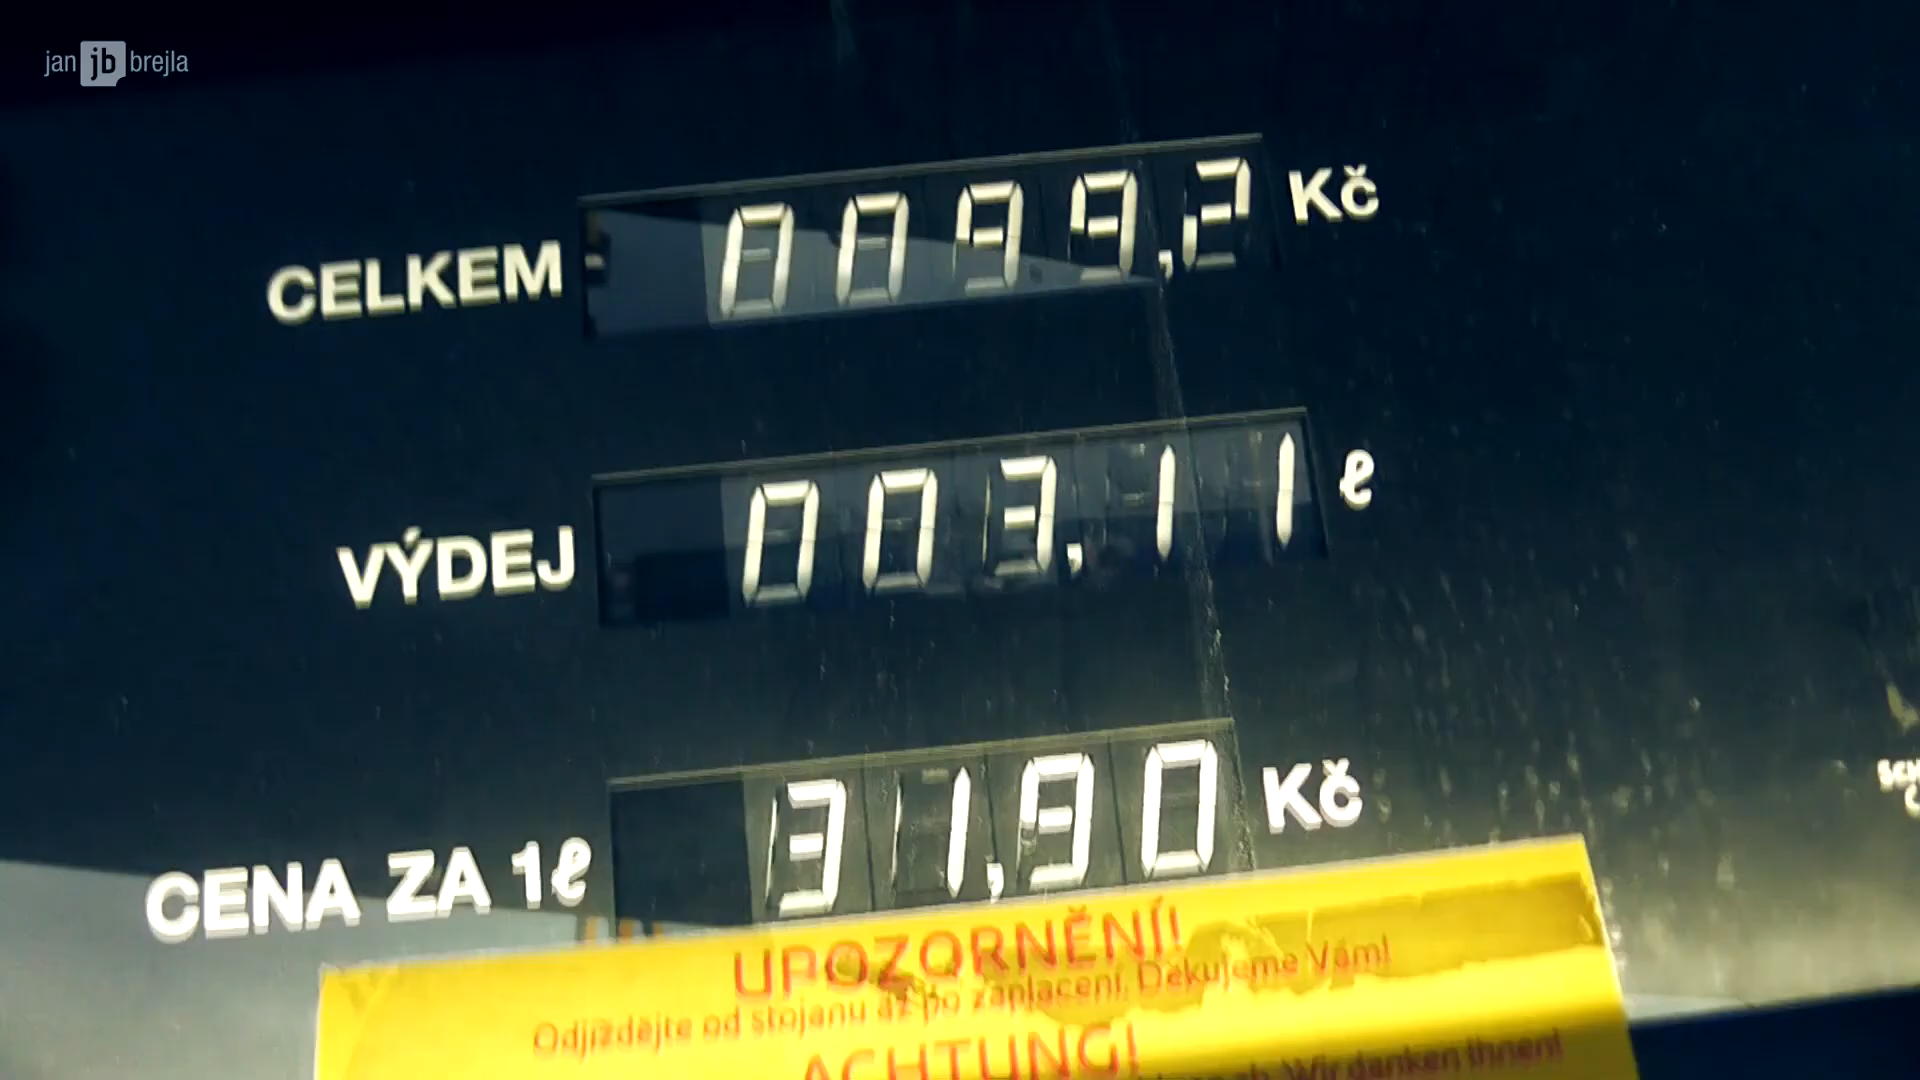 jan jb brejla
CELKEM 0099,2 Kč
VÝDEJ 003,11 ℓ
CENA ZA 1ℓ 31,90 Kč
UPOZORNĚNÍ!
Odjíždějte od stojanu až po zaplacení. Děkujeme Vám!
ACHTUNG!
ab. Wir danken Ihnen!